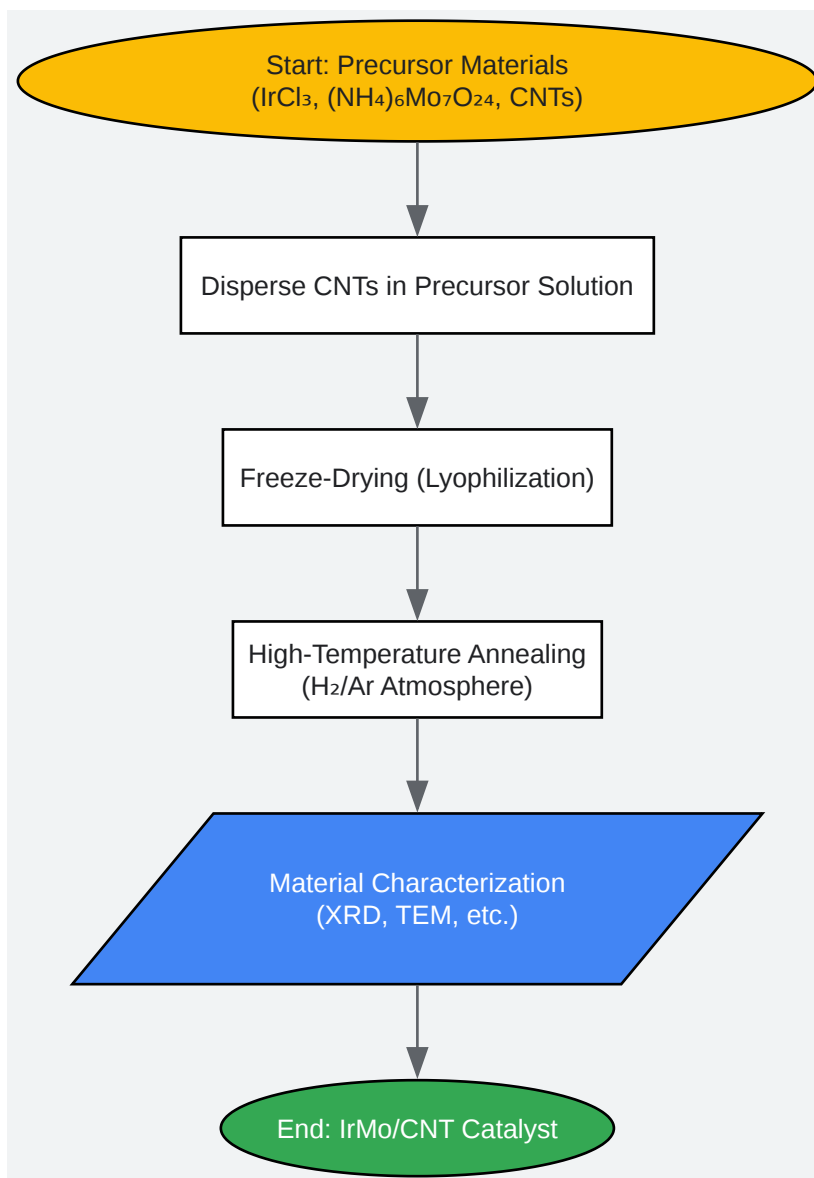 Start: Precursor Materials
(IrCl₃, (NH₄)₆Mo₇O₂₄, CNTs)
Disperse CNTs in Precursor Solution
Freeze-Drying (Lyophilization)
High-Temperature Annealing
(H₂/Ar Atmosphere)
Material Characterization
(XRD, TEM, etc.)
End: IrMo/CNT Catalyst